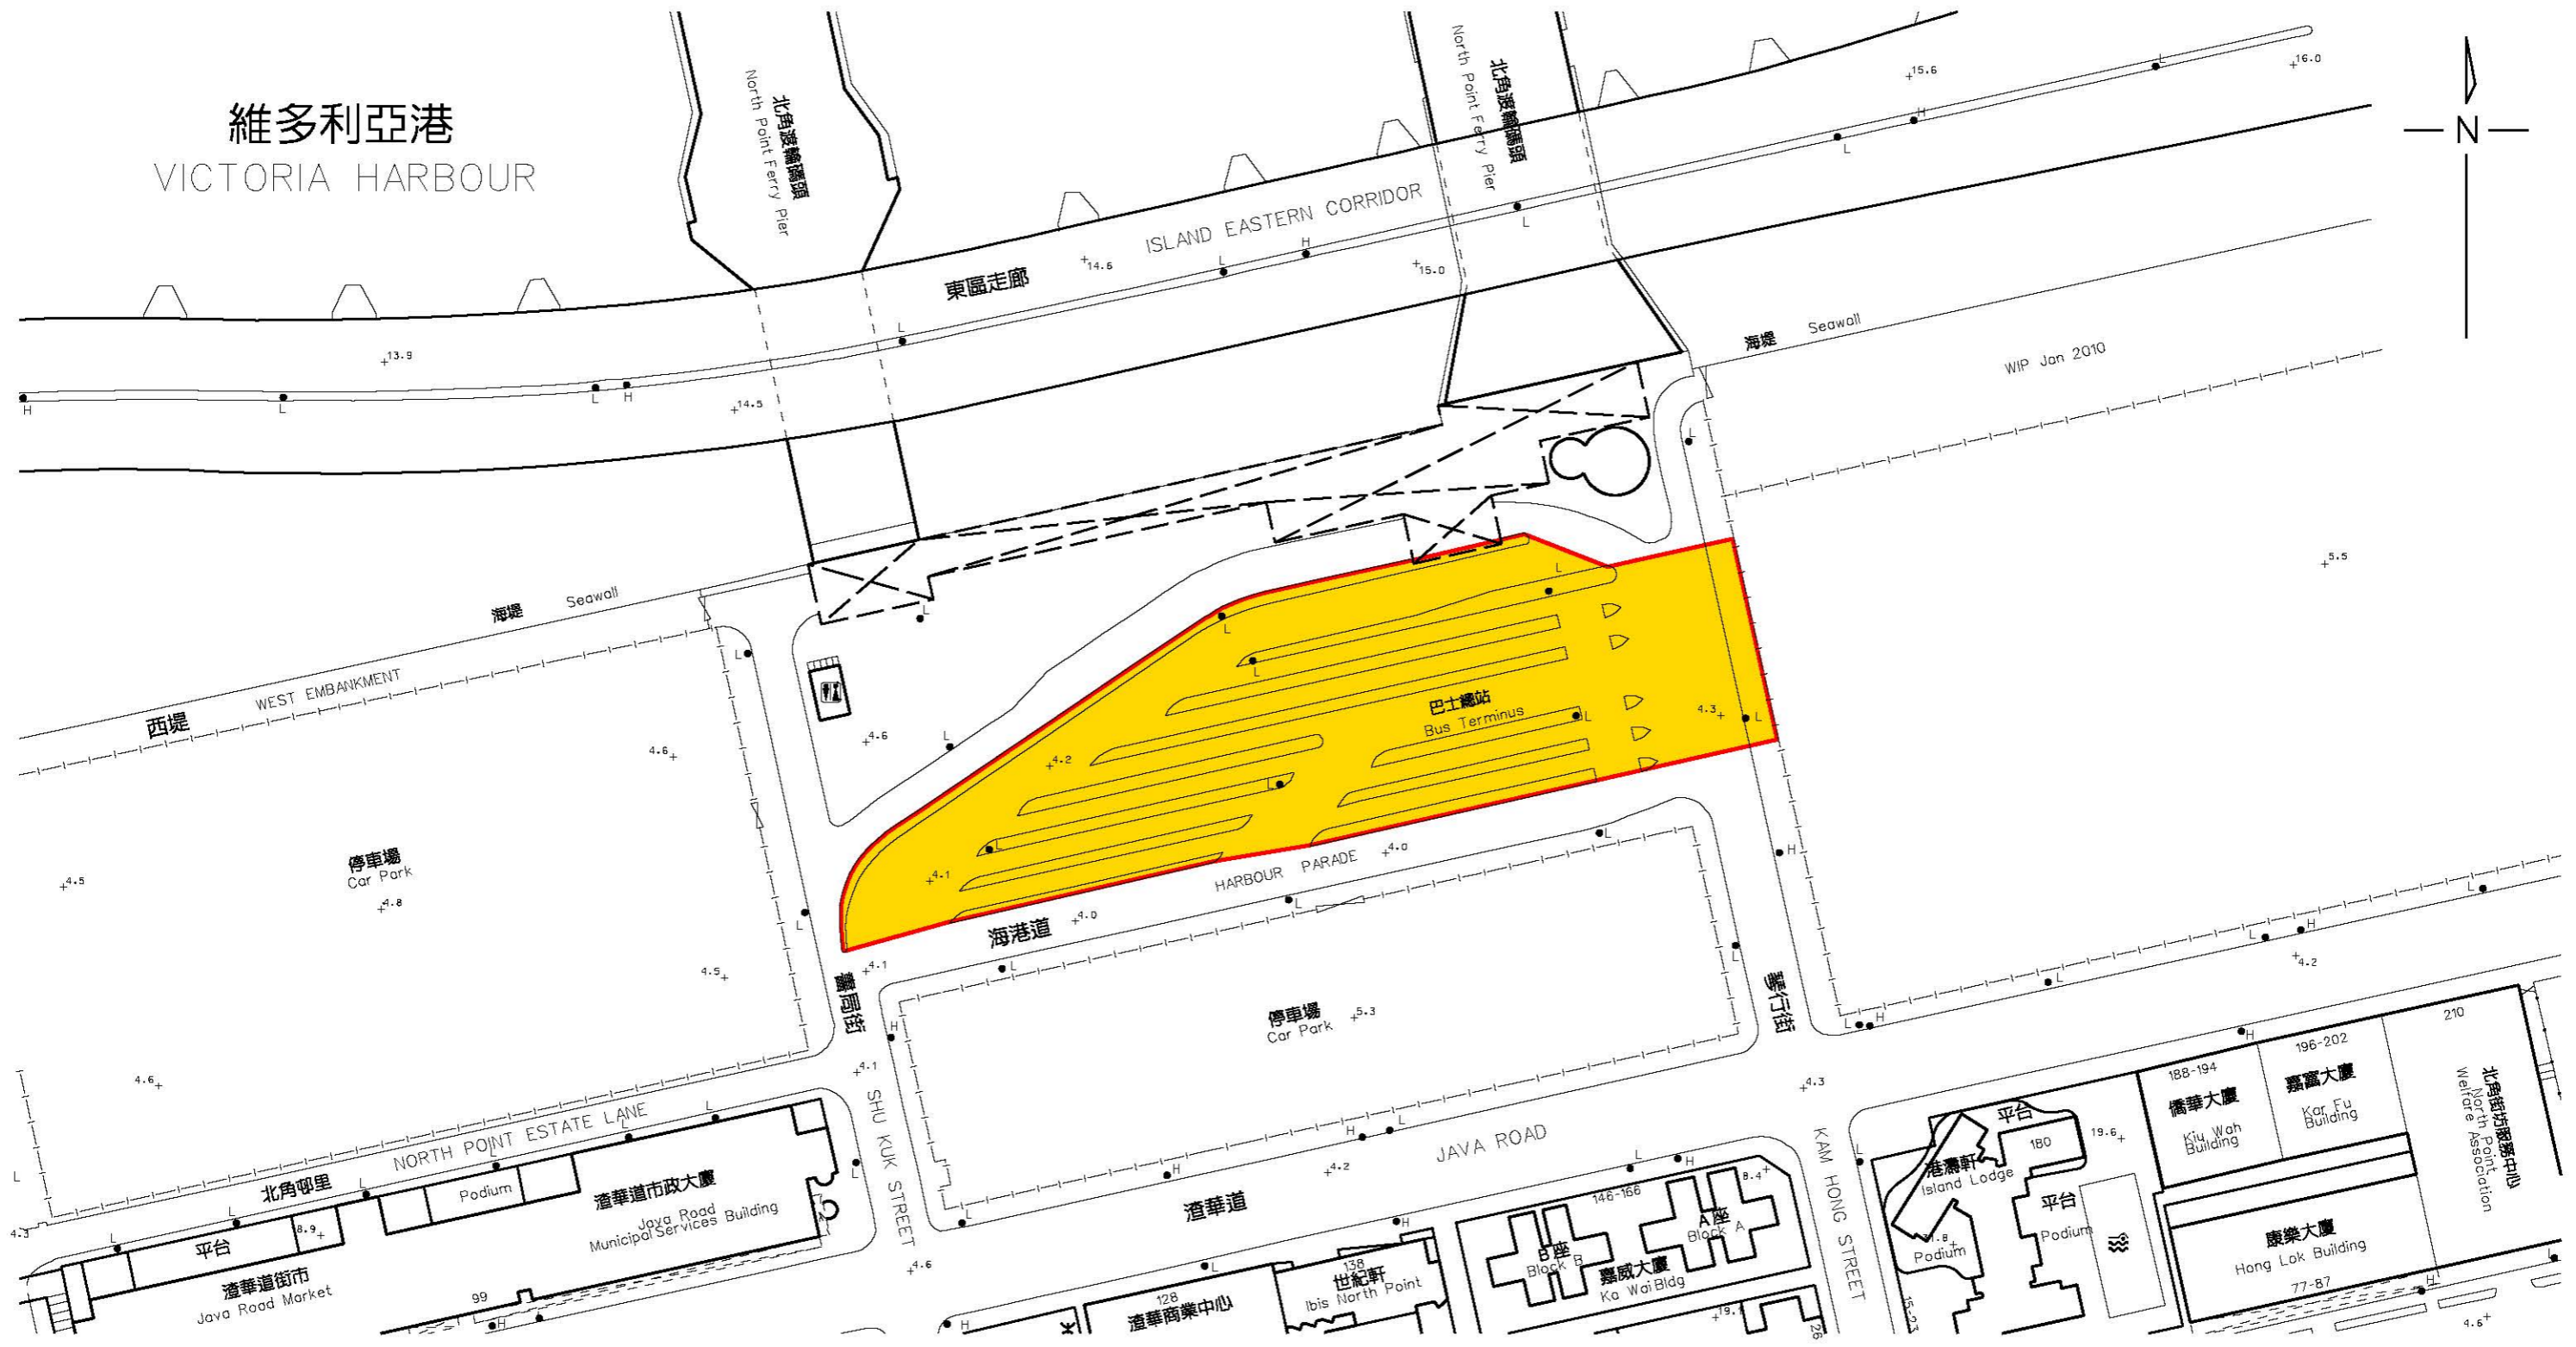 維多利亞港
VICTORIA HARBOUR
北角渡輪碼頭
North Point Ferry Pier
北角渡輪碼頭
North Point Ferry Pier
15.6
16.0
N
ISLAND EASTERN CORRIDOR
東區走廊
14.6
15.0
13.9
14.5
H
L
L
H
L
L
H
L
L
H
L
海堤 Seawall
WIP Jan 2010
海堤 Seawall
西堤
WEST EMBANKMENT
5.5
L
L
L
L
L
L
L
巴士總站
Bus Terminus
L
4.3
L
4.6
4.6
4.2
4.1
L
L
停車場
Car Park
4.5
4.8
4.5
4.6
HARBOUR PARADE
海港道
4.0
4.0
L
L
L
H
4.1
書局街
SHU KUK STREET
4.1
4.6
停車場
Car Park
5.3
琴行街
KAM HONG STREET
4.3
L
L
H
L
L
H
L
4.2
H
NORTH POINT ESTATE LANE
北角邨里
L
L
L
L
L
L
L
4.3
平台
8.9
Podium
渣華道市政大廈
Java Road
Municipal Services Building
渣華道街市
Java Road Market
99
H
L
H
H
L
4.2
JAVA ROAD
渣華道
L
H
H
L
H
128
渣華商業中心
138
世紀軒
Ibis North Point
146-166
B座
Block B
A座
Block A
8.4
嘉威大廈
Ka Wai Bldg
26
15-23
L
平台
180
港濤軒
Island Lodge
Podium
平台
Podium
19.6
188-194
僑華大廈
Kiu Wah
Building
196-202
嘉富大廈
Kar Fu
Building
210
北角街坊服務中心
North Point
Welfare Association
康樂大廈
Hong Lok Building
77-87
H
L
4.6